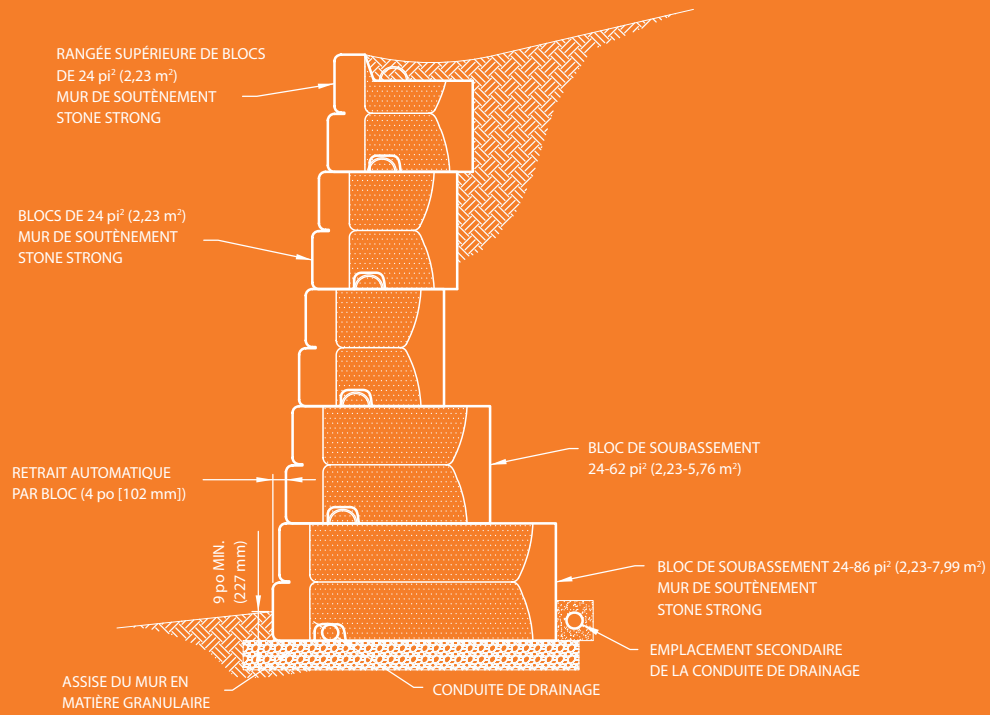 RANGÉE SUPÉRIEURE DE BLOCS
DE 24 pi² (2,23 m²)
MUR DE SOUTÈNEMENT
STONE STRONG
BLOCS DE 24 pi² (2,23 m²)
MUR DE SOUTÈNEMENT
STONE STRONG
RETRAIT AUTOMATIQUE
PAR BLOC (4 po [102 mm])
9 po MIN.
(227 mm)
BLOC DE SOUBASSEMENT
24-62 pi² (2,23-5,76 m²)
BLOC DE SOUBASSEMENT 24-86 pi² (2,23-7,99 m²)
MUR DE SOUTÈNEMENT
STONE STRONG
EMPLACEMENT SECONDAIRE
DE LA CONDUITE DE DRAINAGE
ASSISE DU MUR EN
MATIÈRE GRANULAIRE
CONDUITE DE DRAINAGE